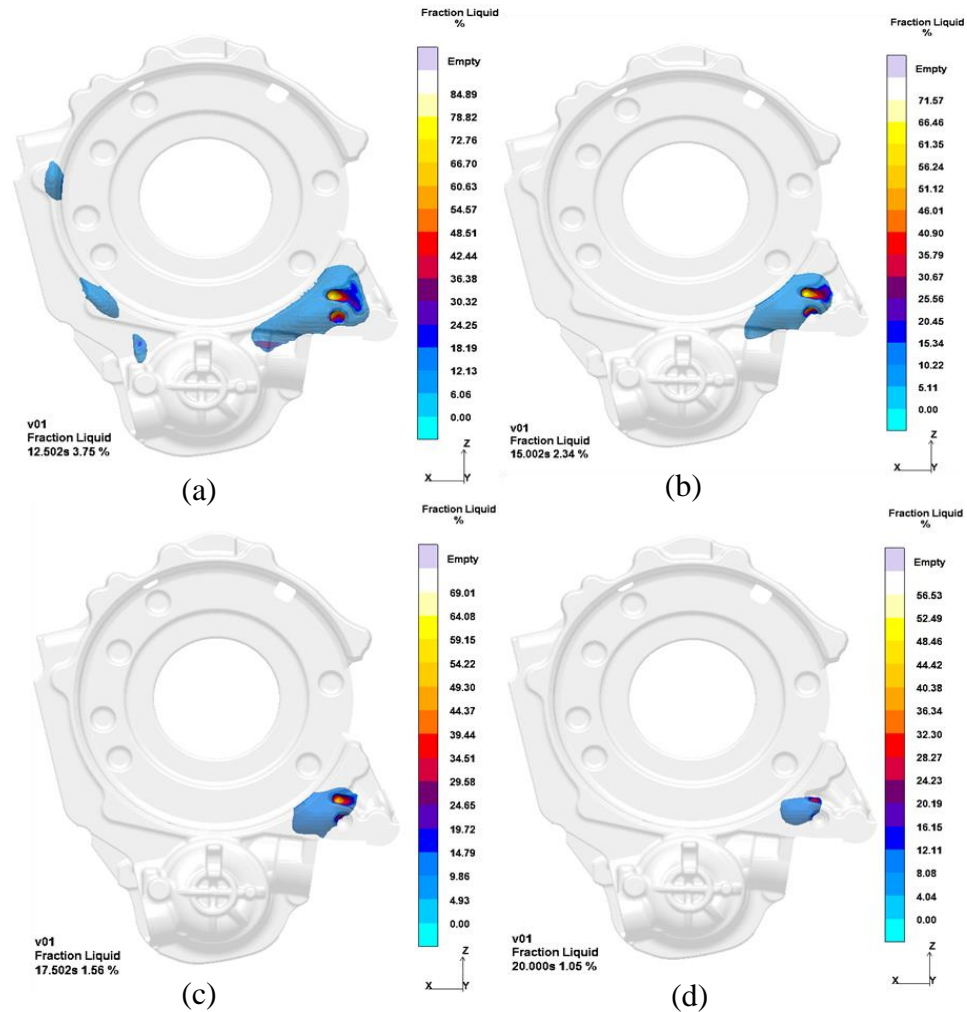 Fraction Liquid
%
Empty
84.89
78.82
72.76
66.70
60.63
54.57
48.51
42.44
36.38
30.32
24.25
18.19
12.13
6.06
0.00
v01
Fraction Liquid
12.502s 3.75 %
Z
X Y
(a)
Fraction Liquid
%
Empty
71.57
66.46
61.35
56.24
51.12
46.01
40.90
35.79
30.67
25.56
20.45
15.34
10.22
5.11
0.00
v01
Fraction Liquid
15.002s 2.34 %
Z
X Y
(b)
Fraction Liquid
%
Empty
69.01
64.08
59.15
54.22
49.30
44.37
39.44
34.51
29.58
24.65
19.72
14.79
9.86
4.93
0.00
v01
Fraction Liquid
17.502s 1.56 %
Z
X Y
(c)
Fraction Liquid
%
Empty
56.53
52.49
48.46
44.42
40.38
36.34
32.30
28.27
24.23
20.19
16.15
12.11
8.08
4.04
0.00
v01
Fraction Liquid
20.000s 1.05 %
Z
X Y
(d)